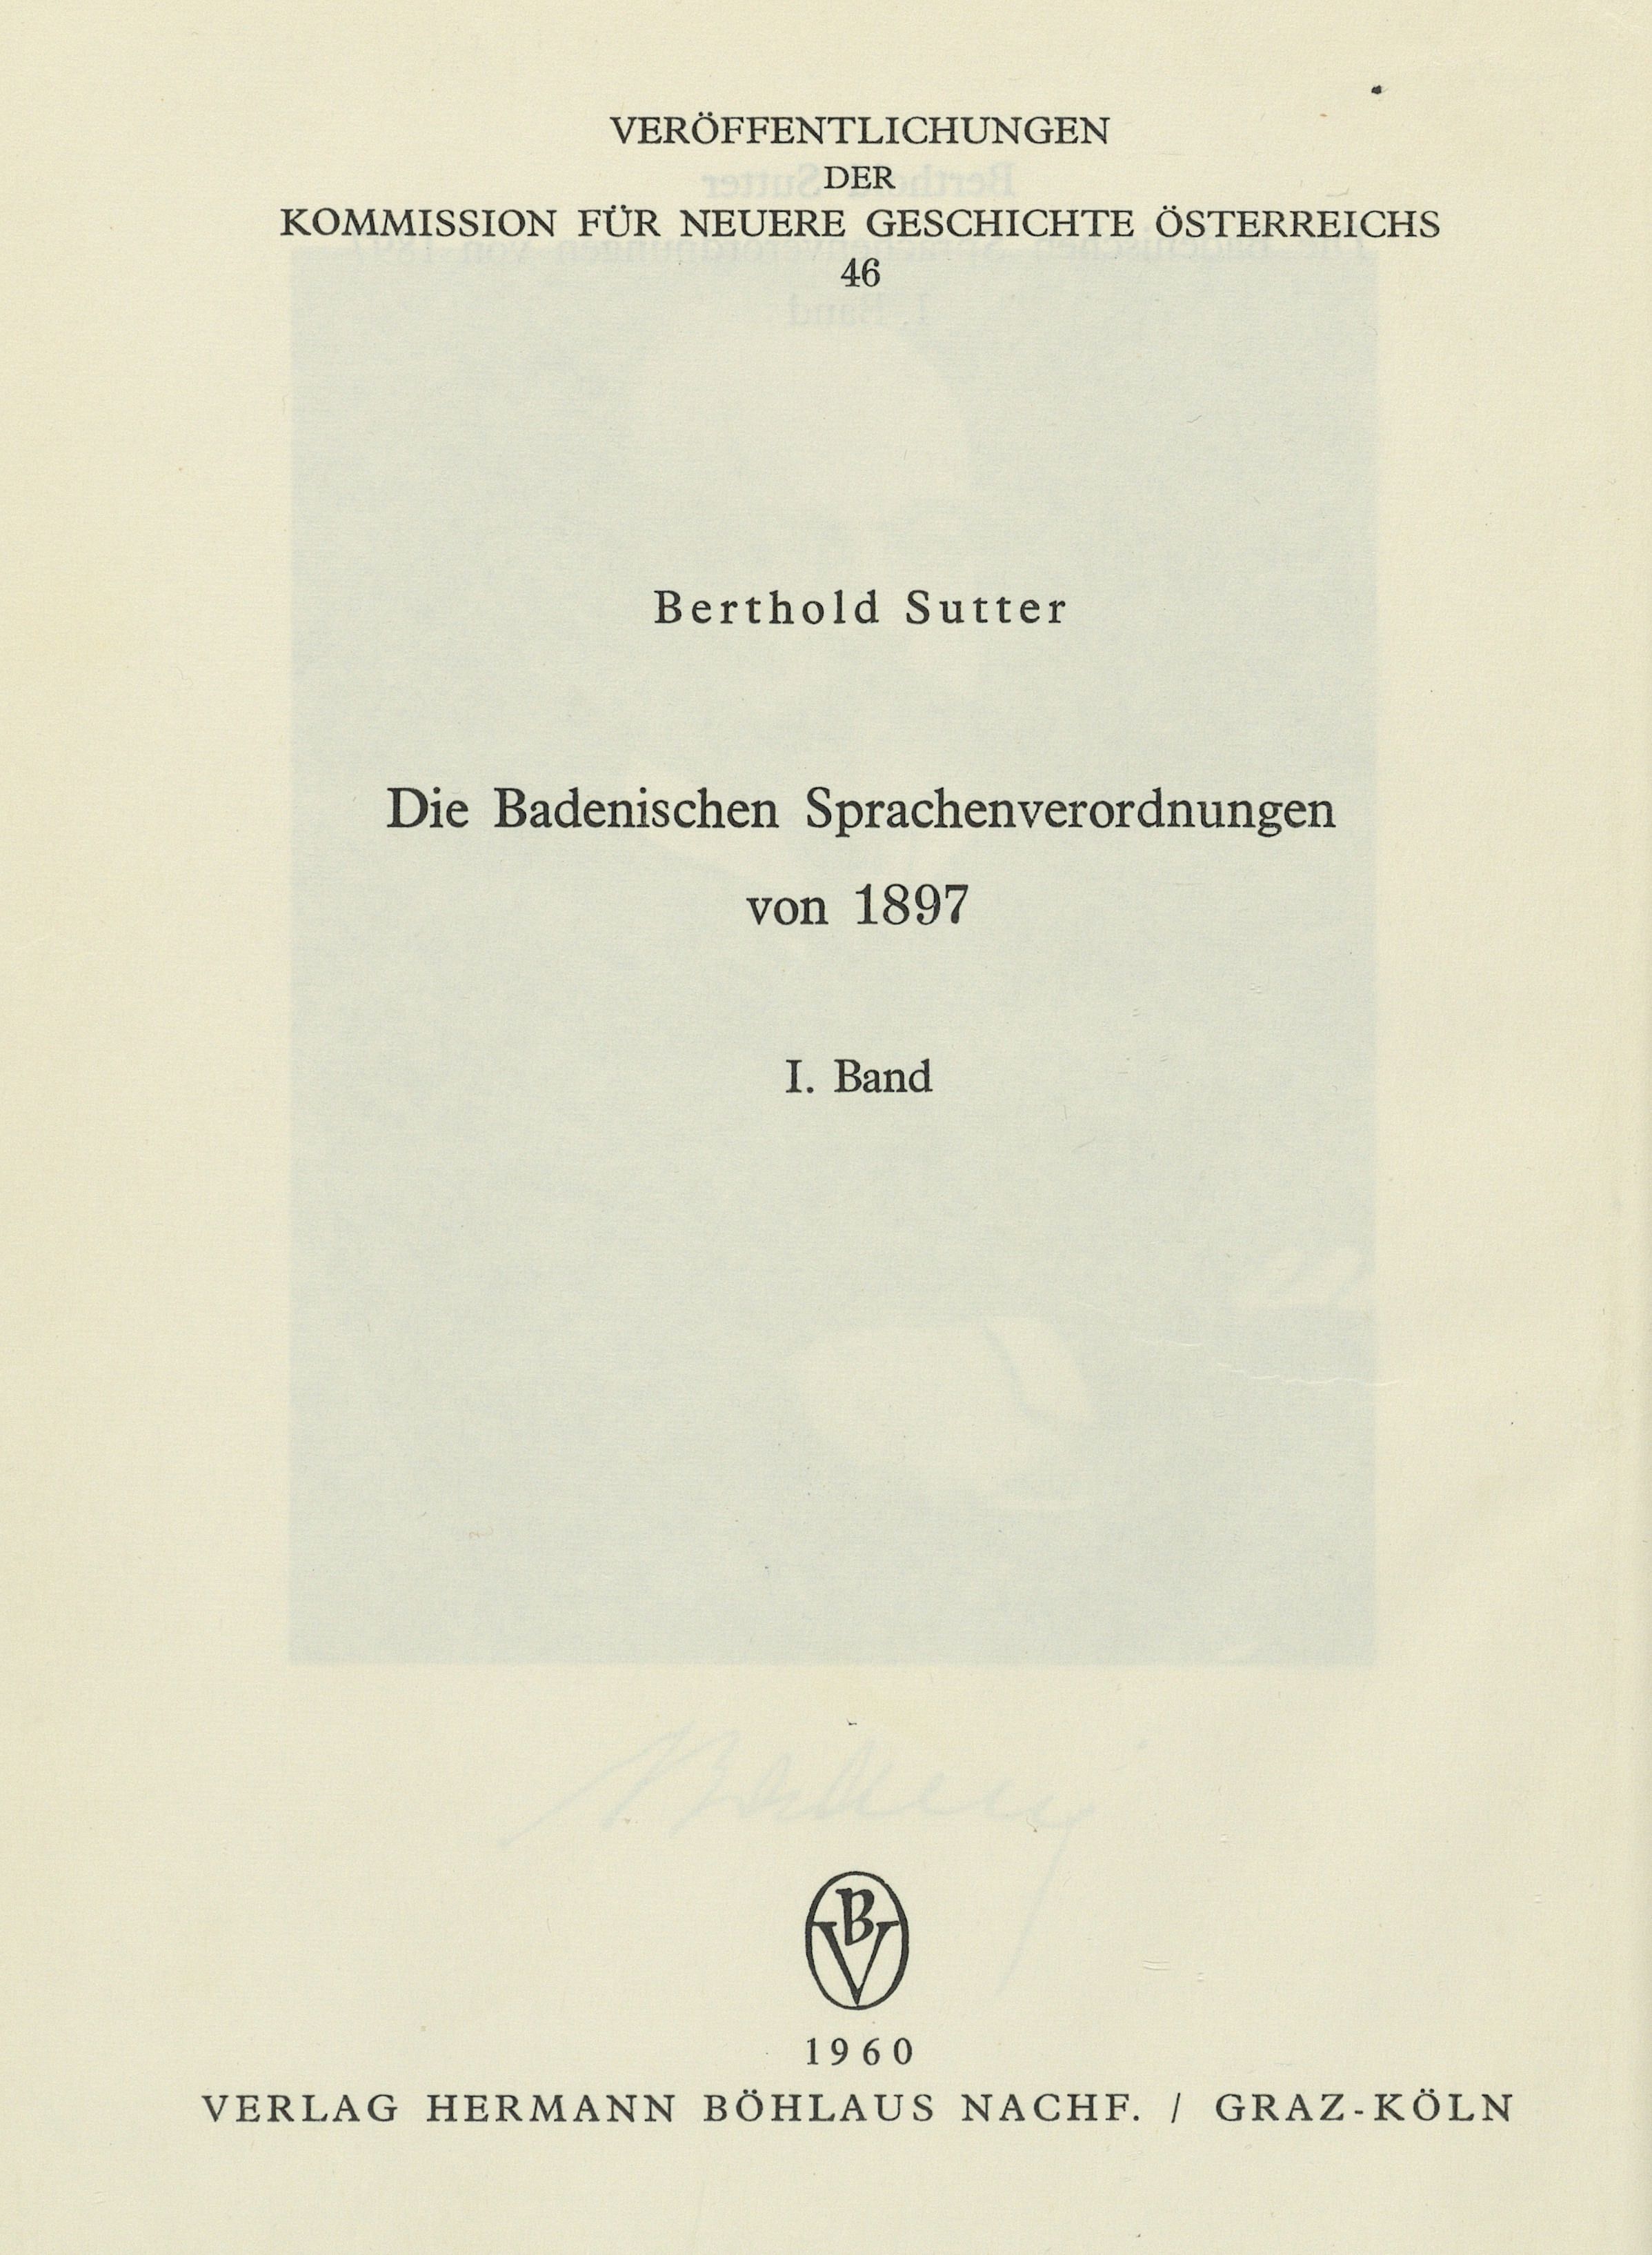 VERÖFFENTLICHUNGEN
DER
KOMMISSION FÜR NEUERE GESCHICHTE ÖSTERREICHS
46
Berthold Sutter
Die Badenischen Sprachenverordnungen
von 1897
I. Band
BV
1960
VERLAG HERMANN BÖHLAUS NACHF. / GRAZ-KÖLN